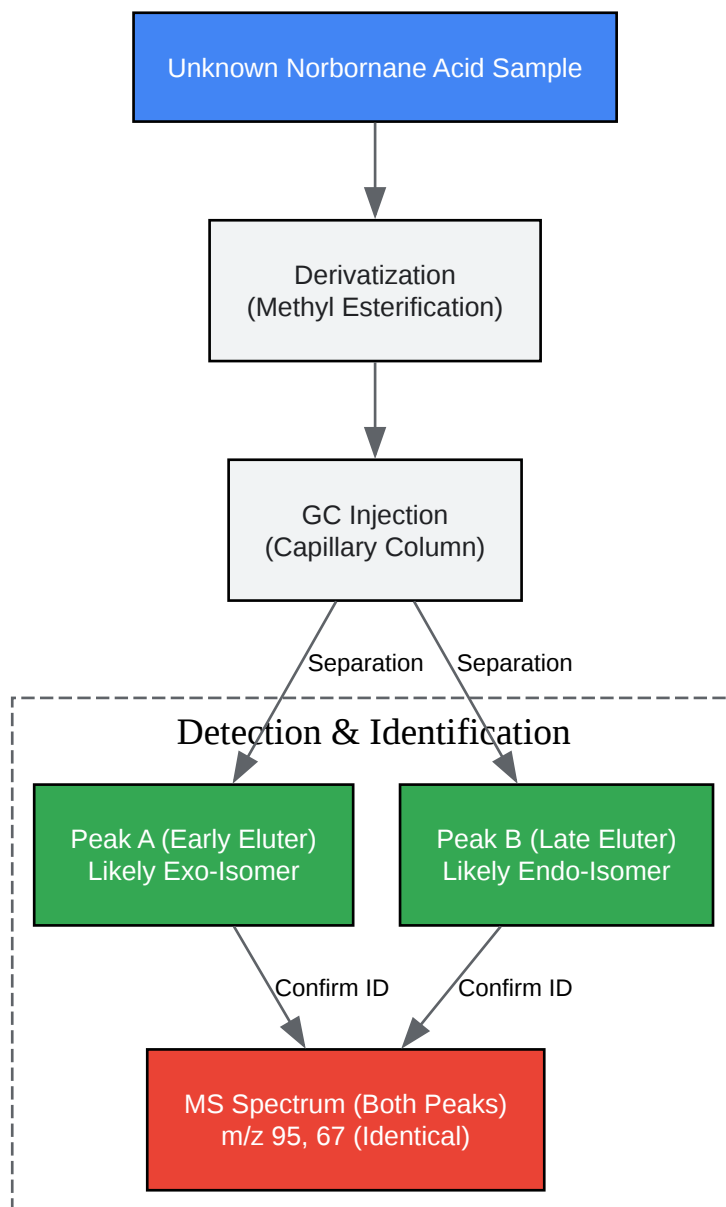 Unknown Norbornane Acid Sample
Derivatization
(Methyl Esterification)
GC Injection
(Capillary Column)
Separation
Separation
Detection & Identification
Peak A (Early Eluter)
Likely Exo-Isomer
Peak B (Late Eluter)
Likely Endo-Isomer
Confirm ID
Confirm ID
MS Spectrum (Both Peaks)
m/z 95, 67 (Identical)